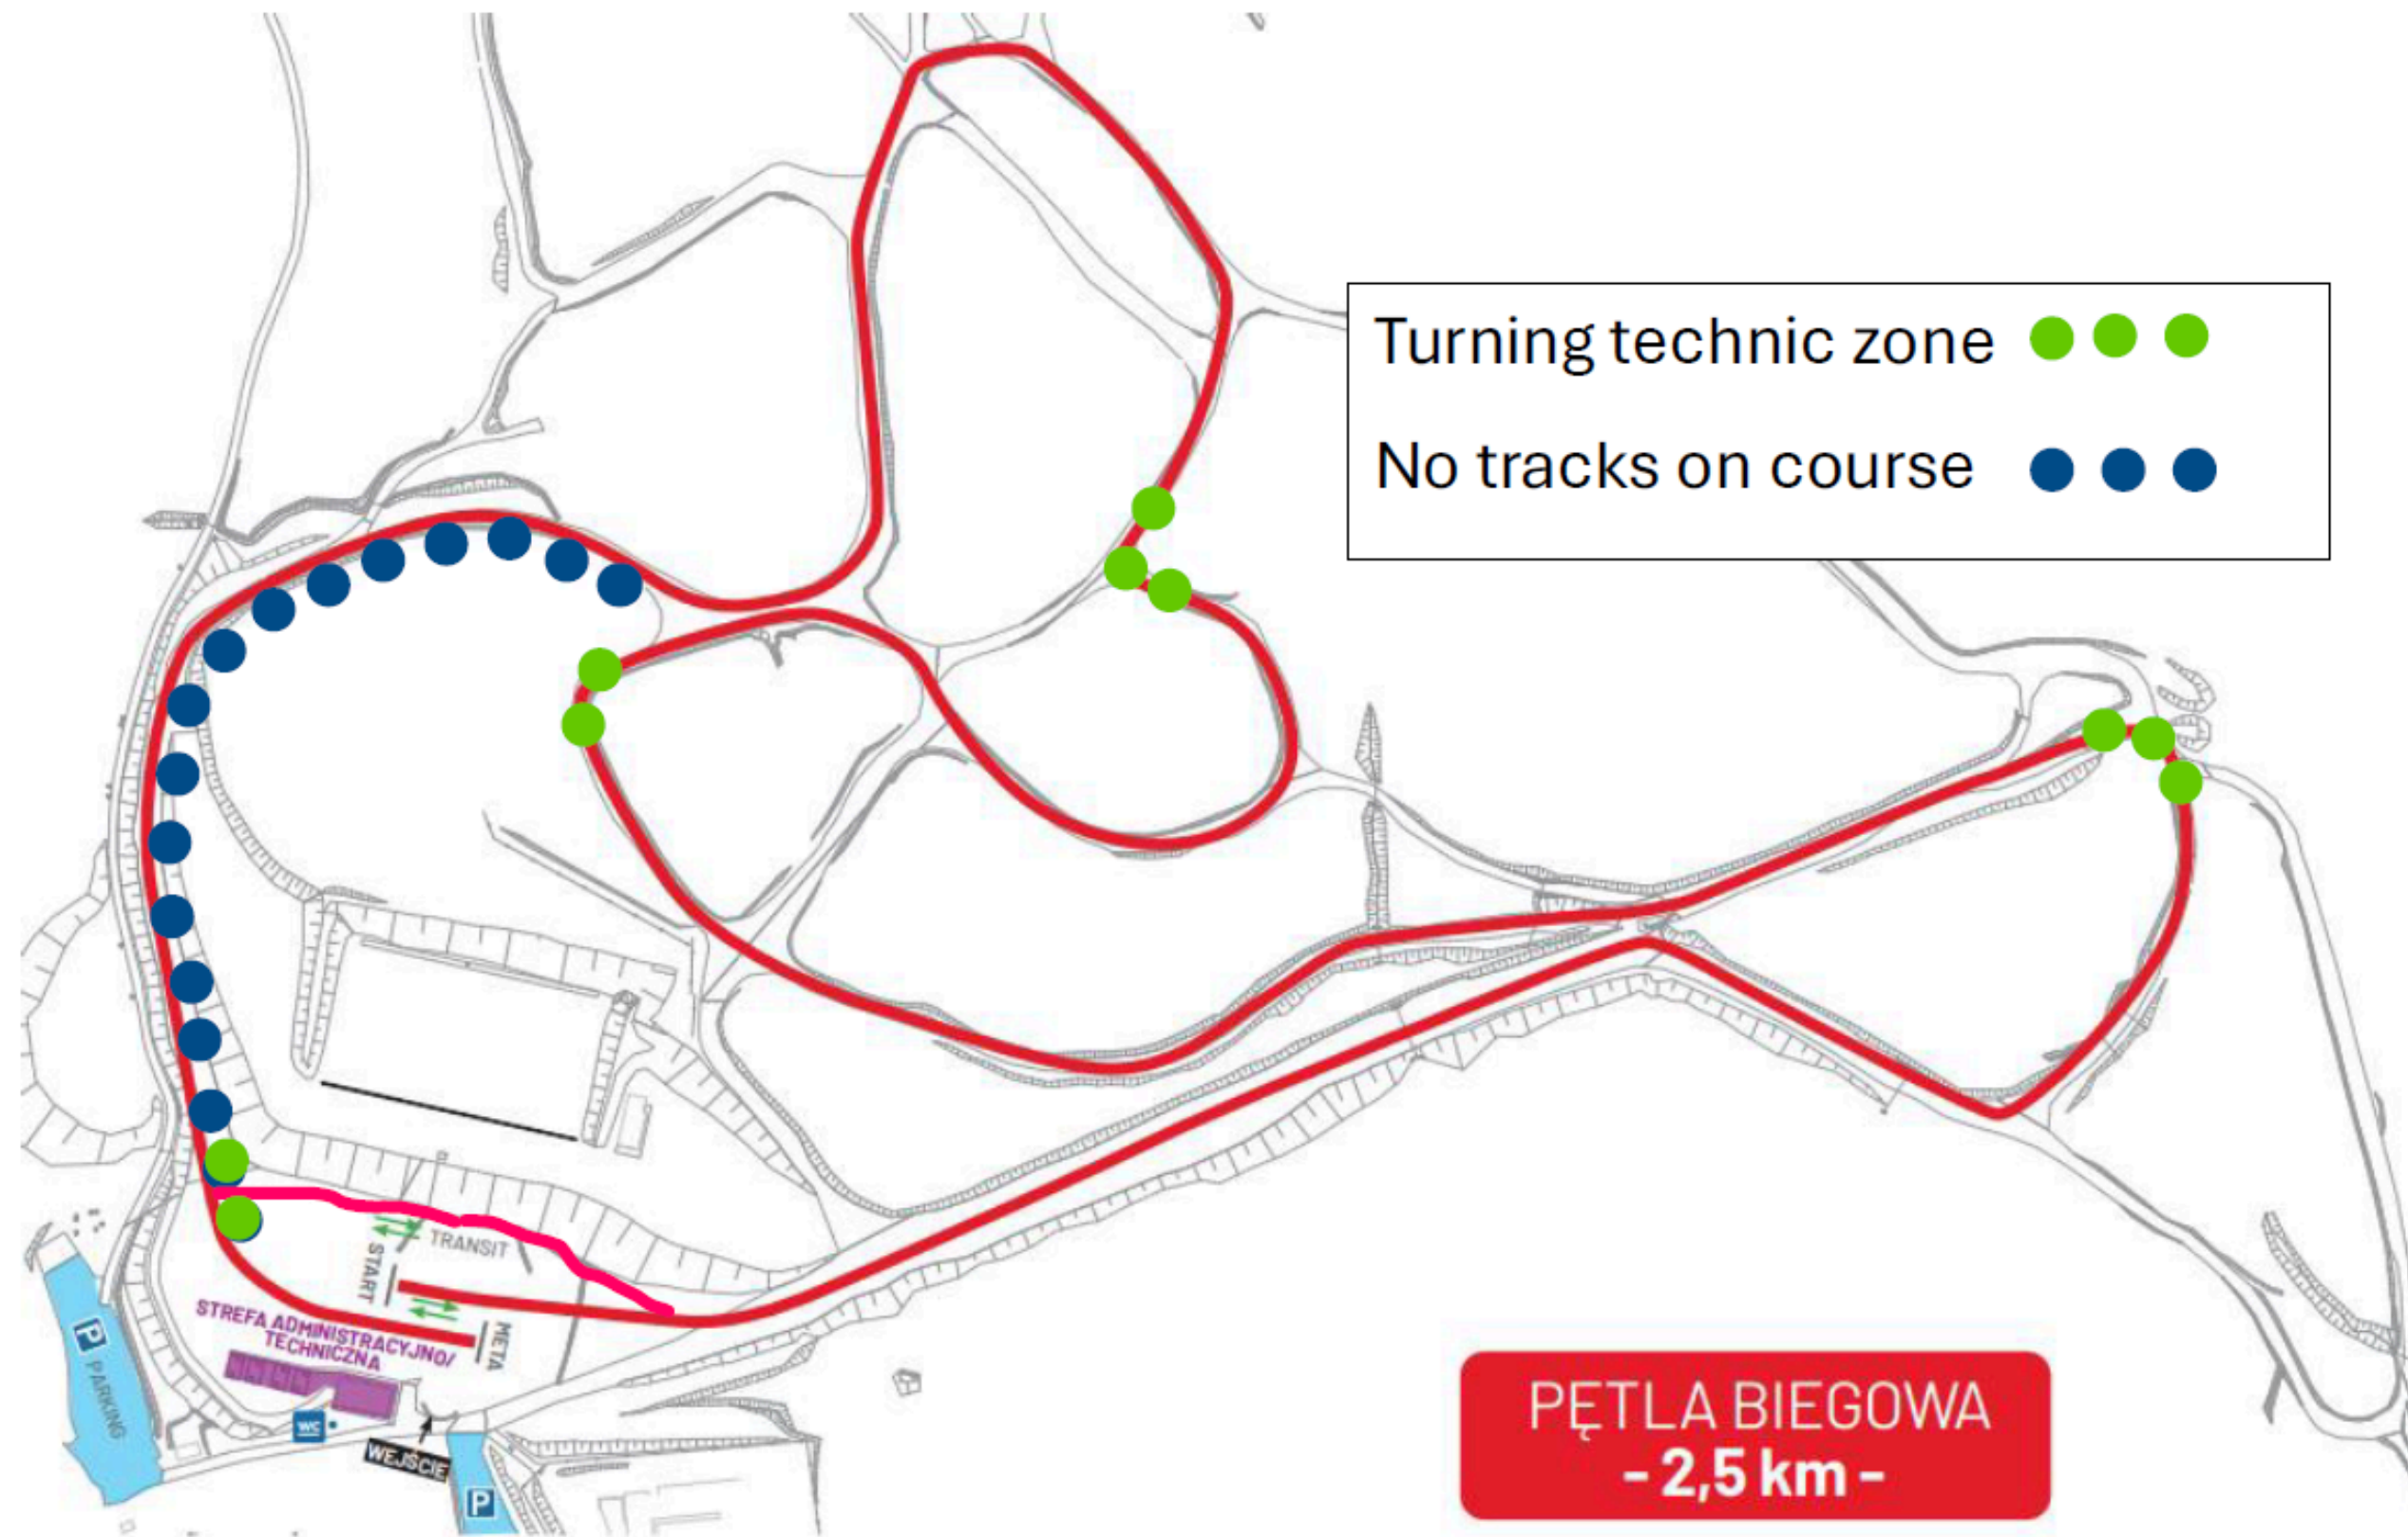 Turning technic zone
No tracks on course
TRANSIT
START
META
STREFA ADMINISTRACYJNO/
TECHNICZNA
P
PARKING
WC
WEJŚCIE
P
PĘTLA BIEGOWA
- 2,5 km -